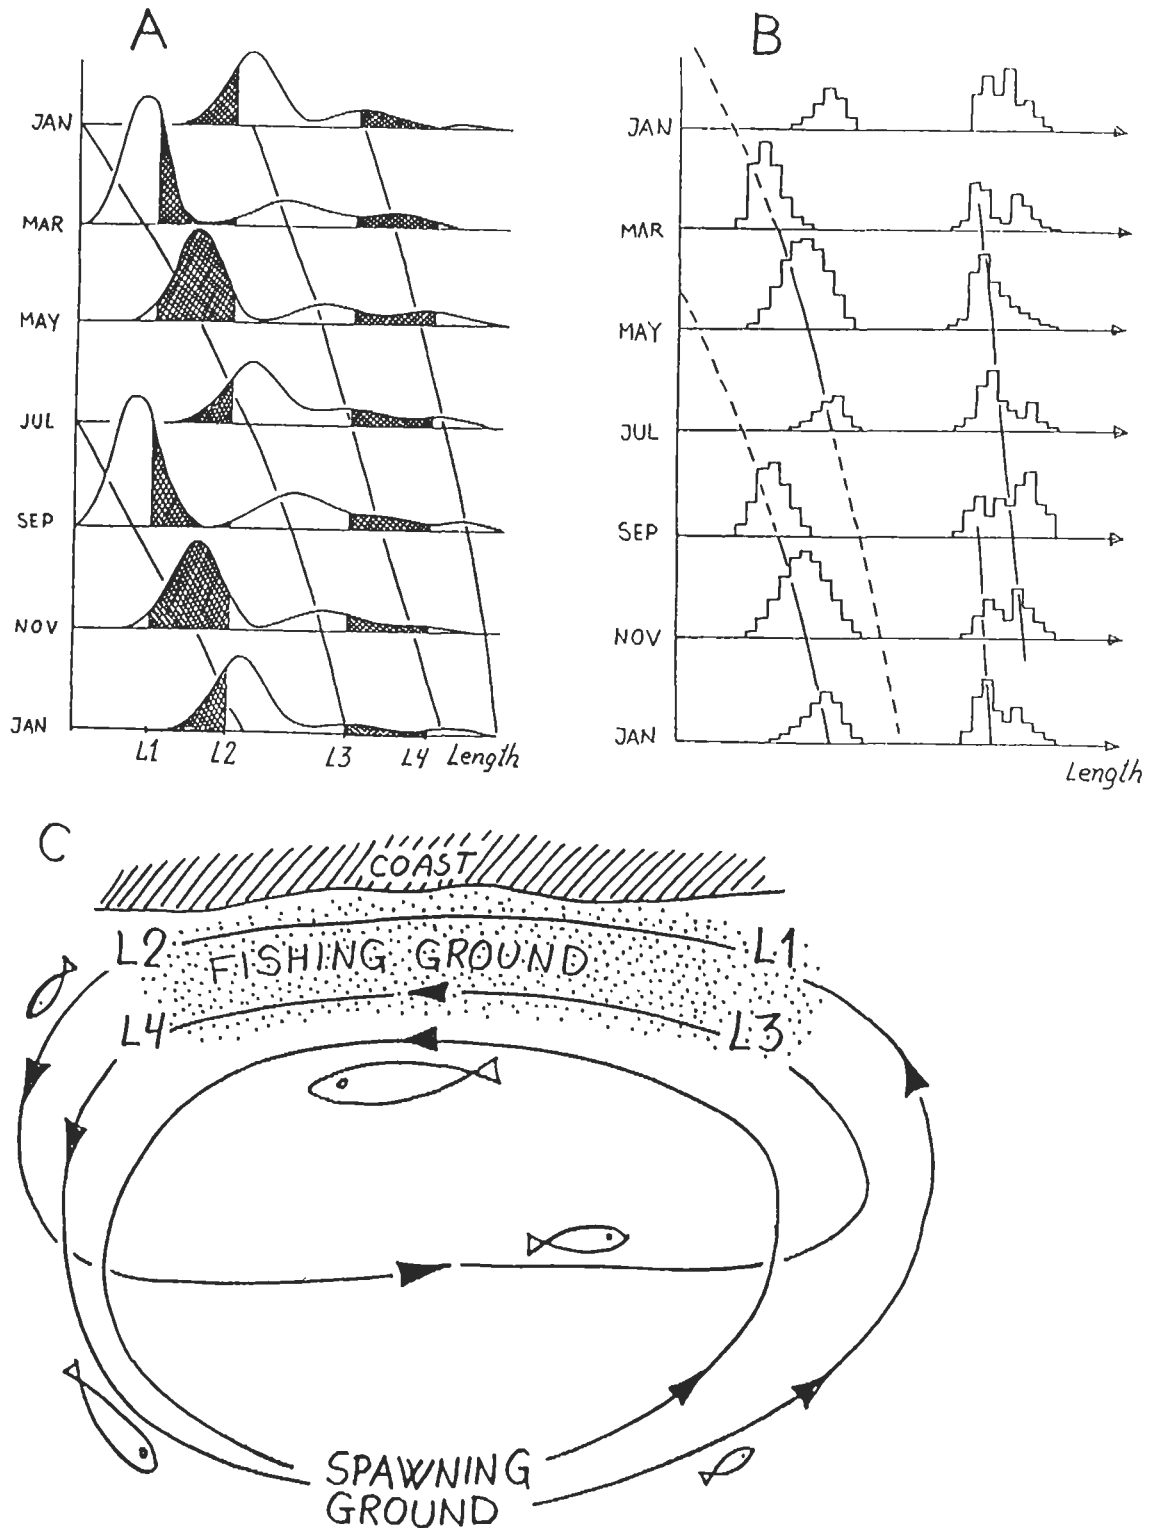 A
JAN
MAR
MAY
JUL
SEP
NOV
JAN
L1 L2 L3 L4 Length
B
JAN
MAR
MAY
JUL
SEP
NOV
JAN
Length
C
COAST
L2 L1
FISHING GROUND
L4 L3
SPAWNING
GROUND